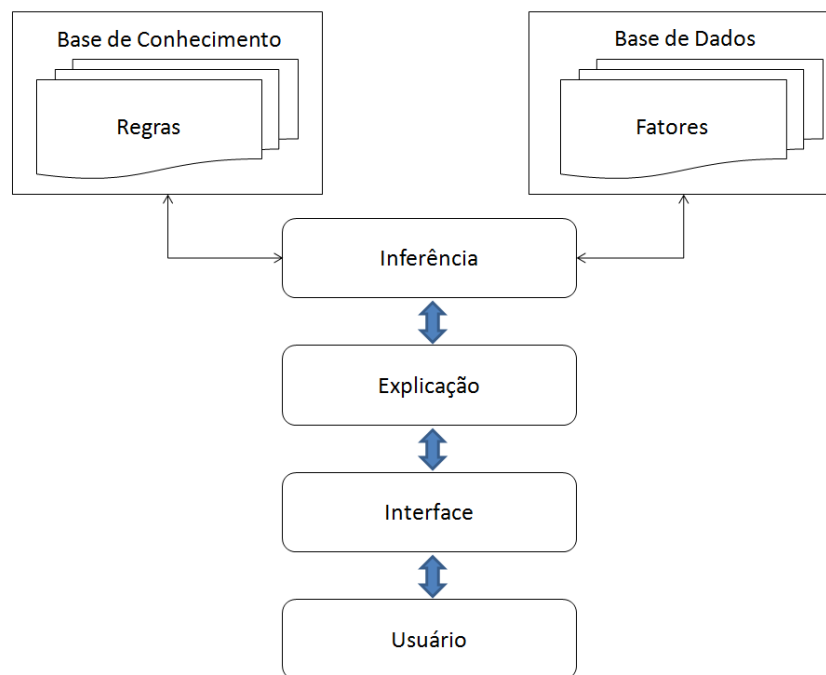 Base de Conhecimento
Regras
Base de Dados
Fatores
Inferência
Explicação
Interface
Usuário